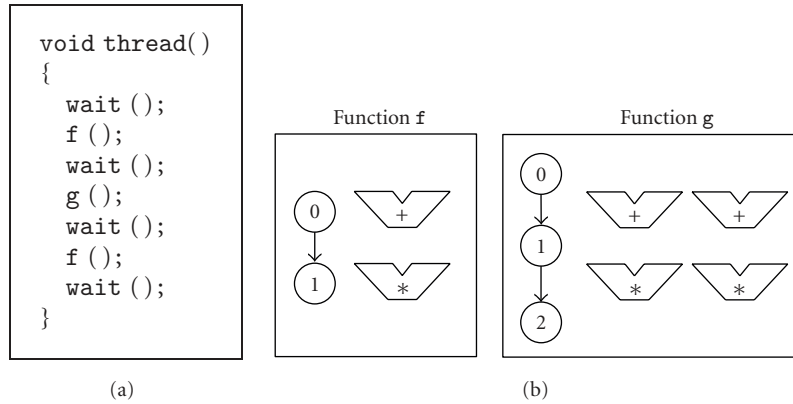 void thread()
{
wait ();
f ();
wait ();
g ();
wait ();
f ();
wait ();
}
(a)
Function f
0
1
+
*
Function g
0
1
2
+ +
* *
(b)